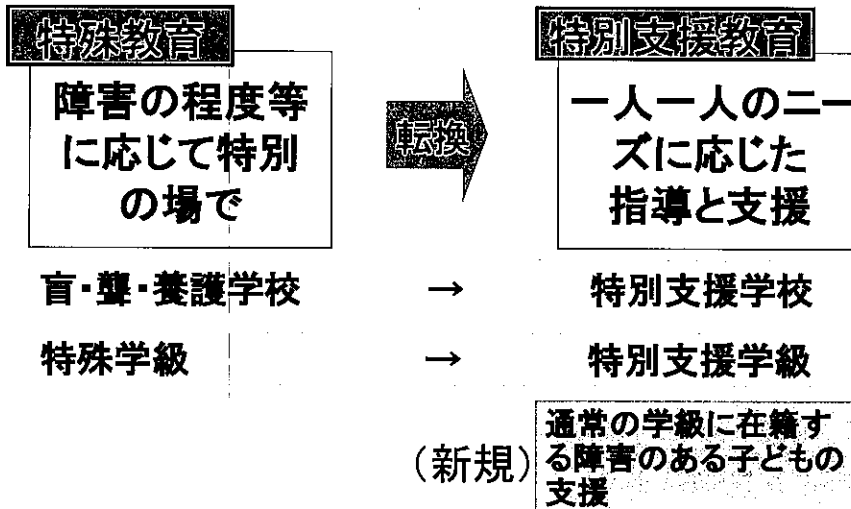 特殊教育
特別支援教育
障害の程度等
に応じて特別
の場で
転換
一人一人のニー
ズに応じた
指導と支援
盲・聾・養護学校 → 特別支援学校
特殊学級 → 特別支援学級
(新規)
通常の学級に在籍す
る障害のある子どもの
支援